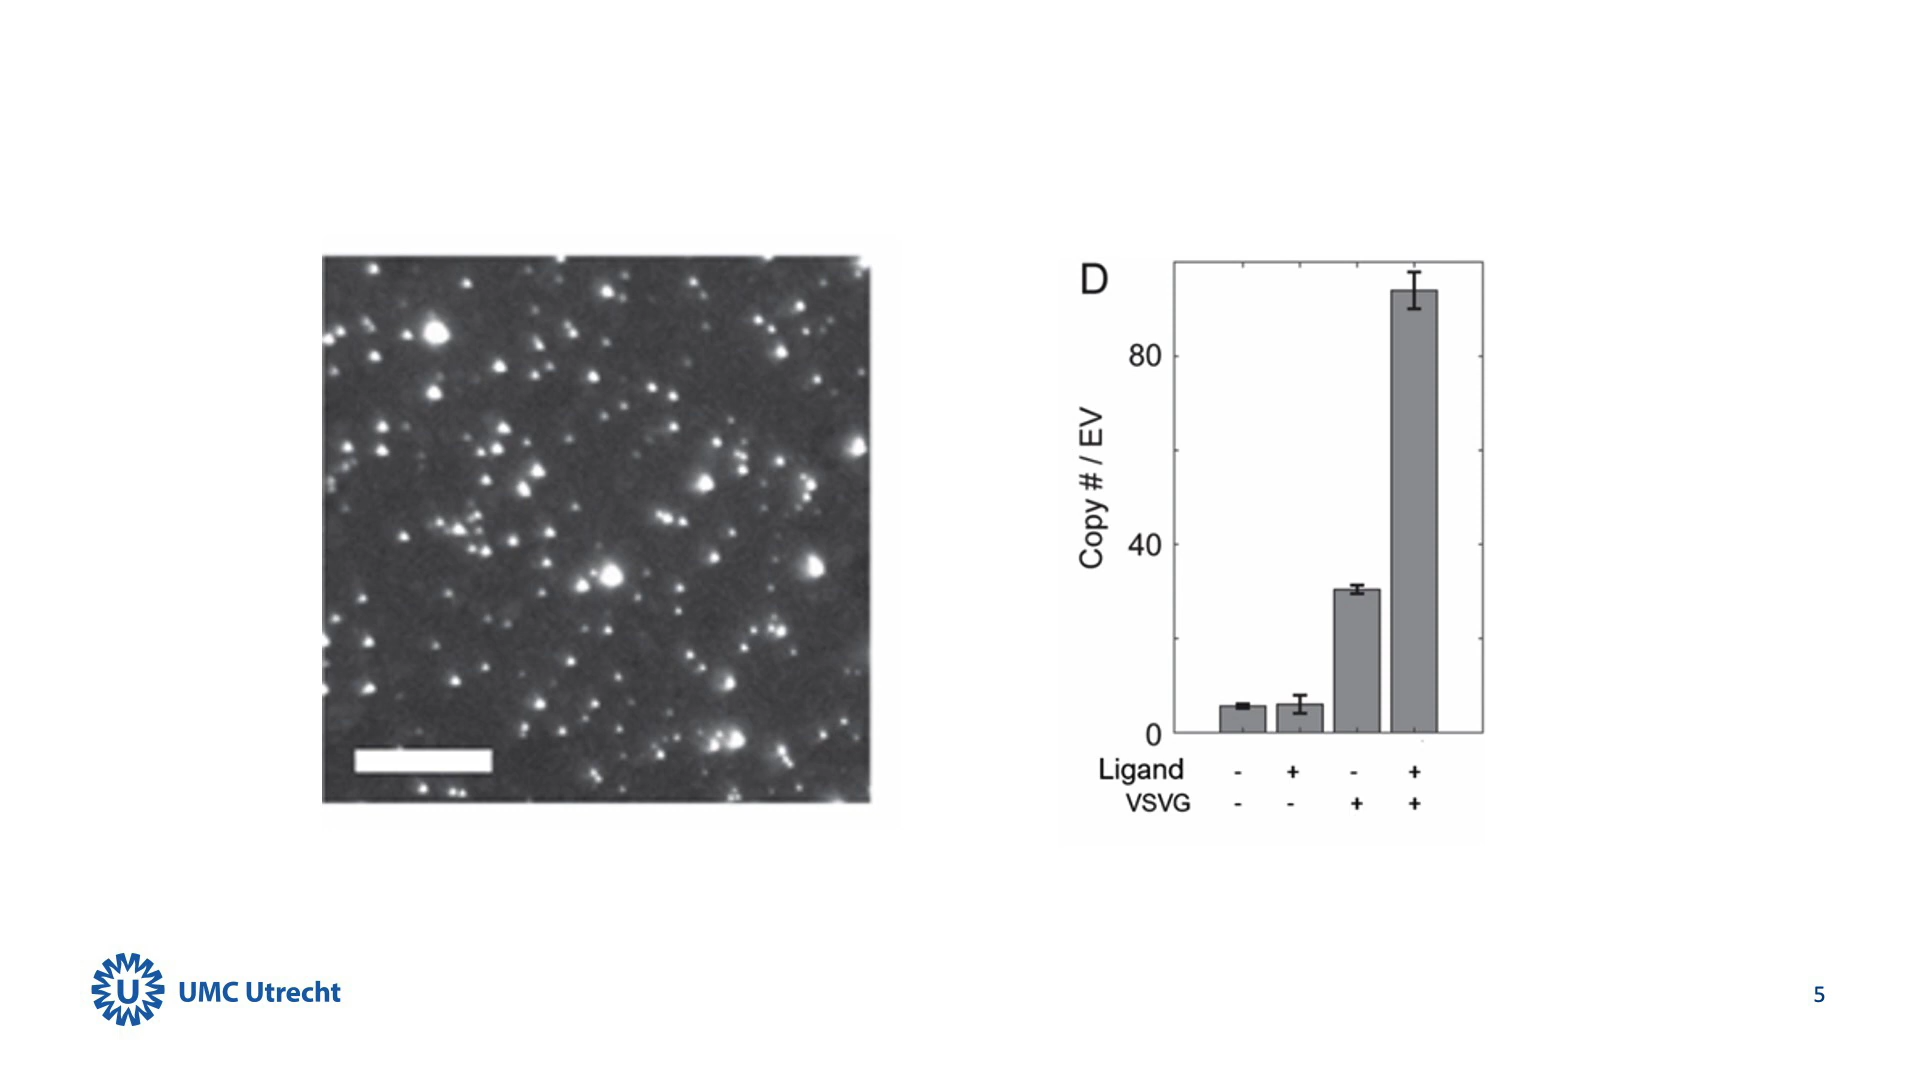 D
Copy # / EV
80
40
0
Ligand - + - +
VSVG - - + +
U UMC Utrecht
5